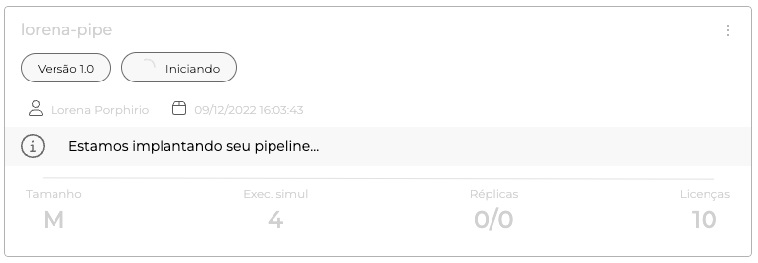 lorena-pipe
Versão 1.0 Iniciando
Lorena Porphirio 09/12/2022 16:03:43
Estamos implantando seu pipeline...
Tamanho Exec. simul Réplicas Licenças
M 4 0/0 10